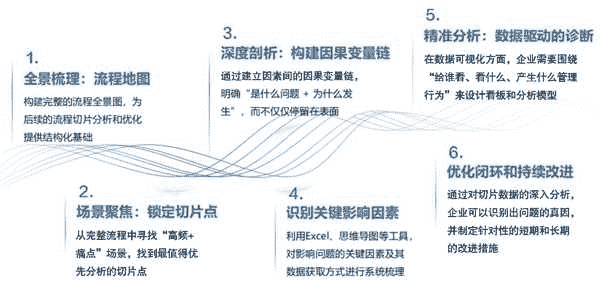 1.
全景梳理：流程地图
构建完整的流程全景图，为
后续的流程切片分析和优化
提供结构化基础
2.
场景聚焦：锁定切片点
从完整流程中寻找“高频+
痛点”场景，找到最值得优
先分析的切片点
3.
深度剖析：构建因果变量链
通过建立因素间的因果变量链，
明确“是什么问题 + 为什么发
生”，而不仅仅停留在表面
4.
识别关键影响因素
利用Excel、思维导图等工具，
对影响问题的关键因素及其
数据获取方式进行系统梳理
5.
精准分析：数据驱动的诊断
在数据可视化方面，企业需要围绕
“给谁看、看什么、产生什么管理
行为”来设计看板和分析模型
6.
优化闭环和持续改进
通过对切片数据的深入分析，
企业可以识别出问题的真因，
并制定针对性的短期和长期
的改进措施